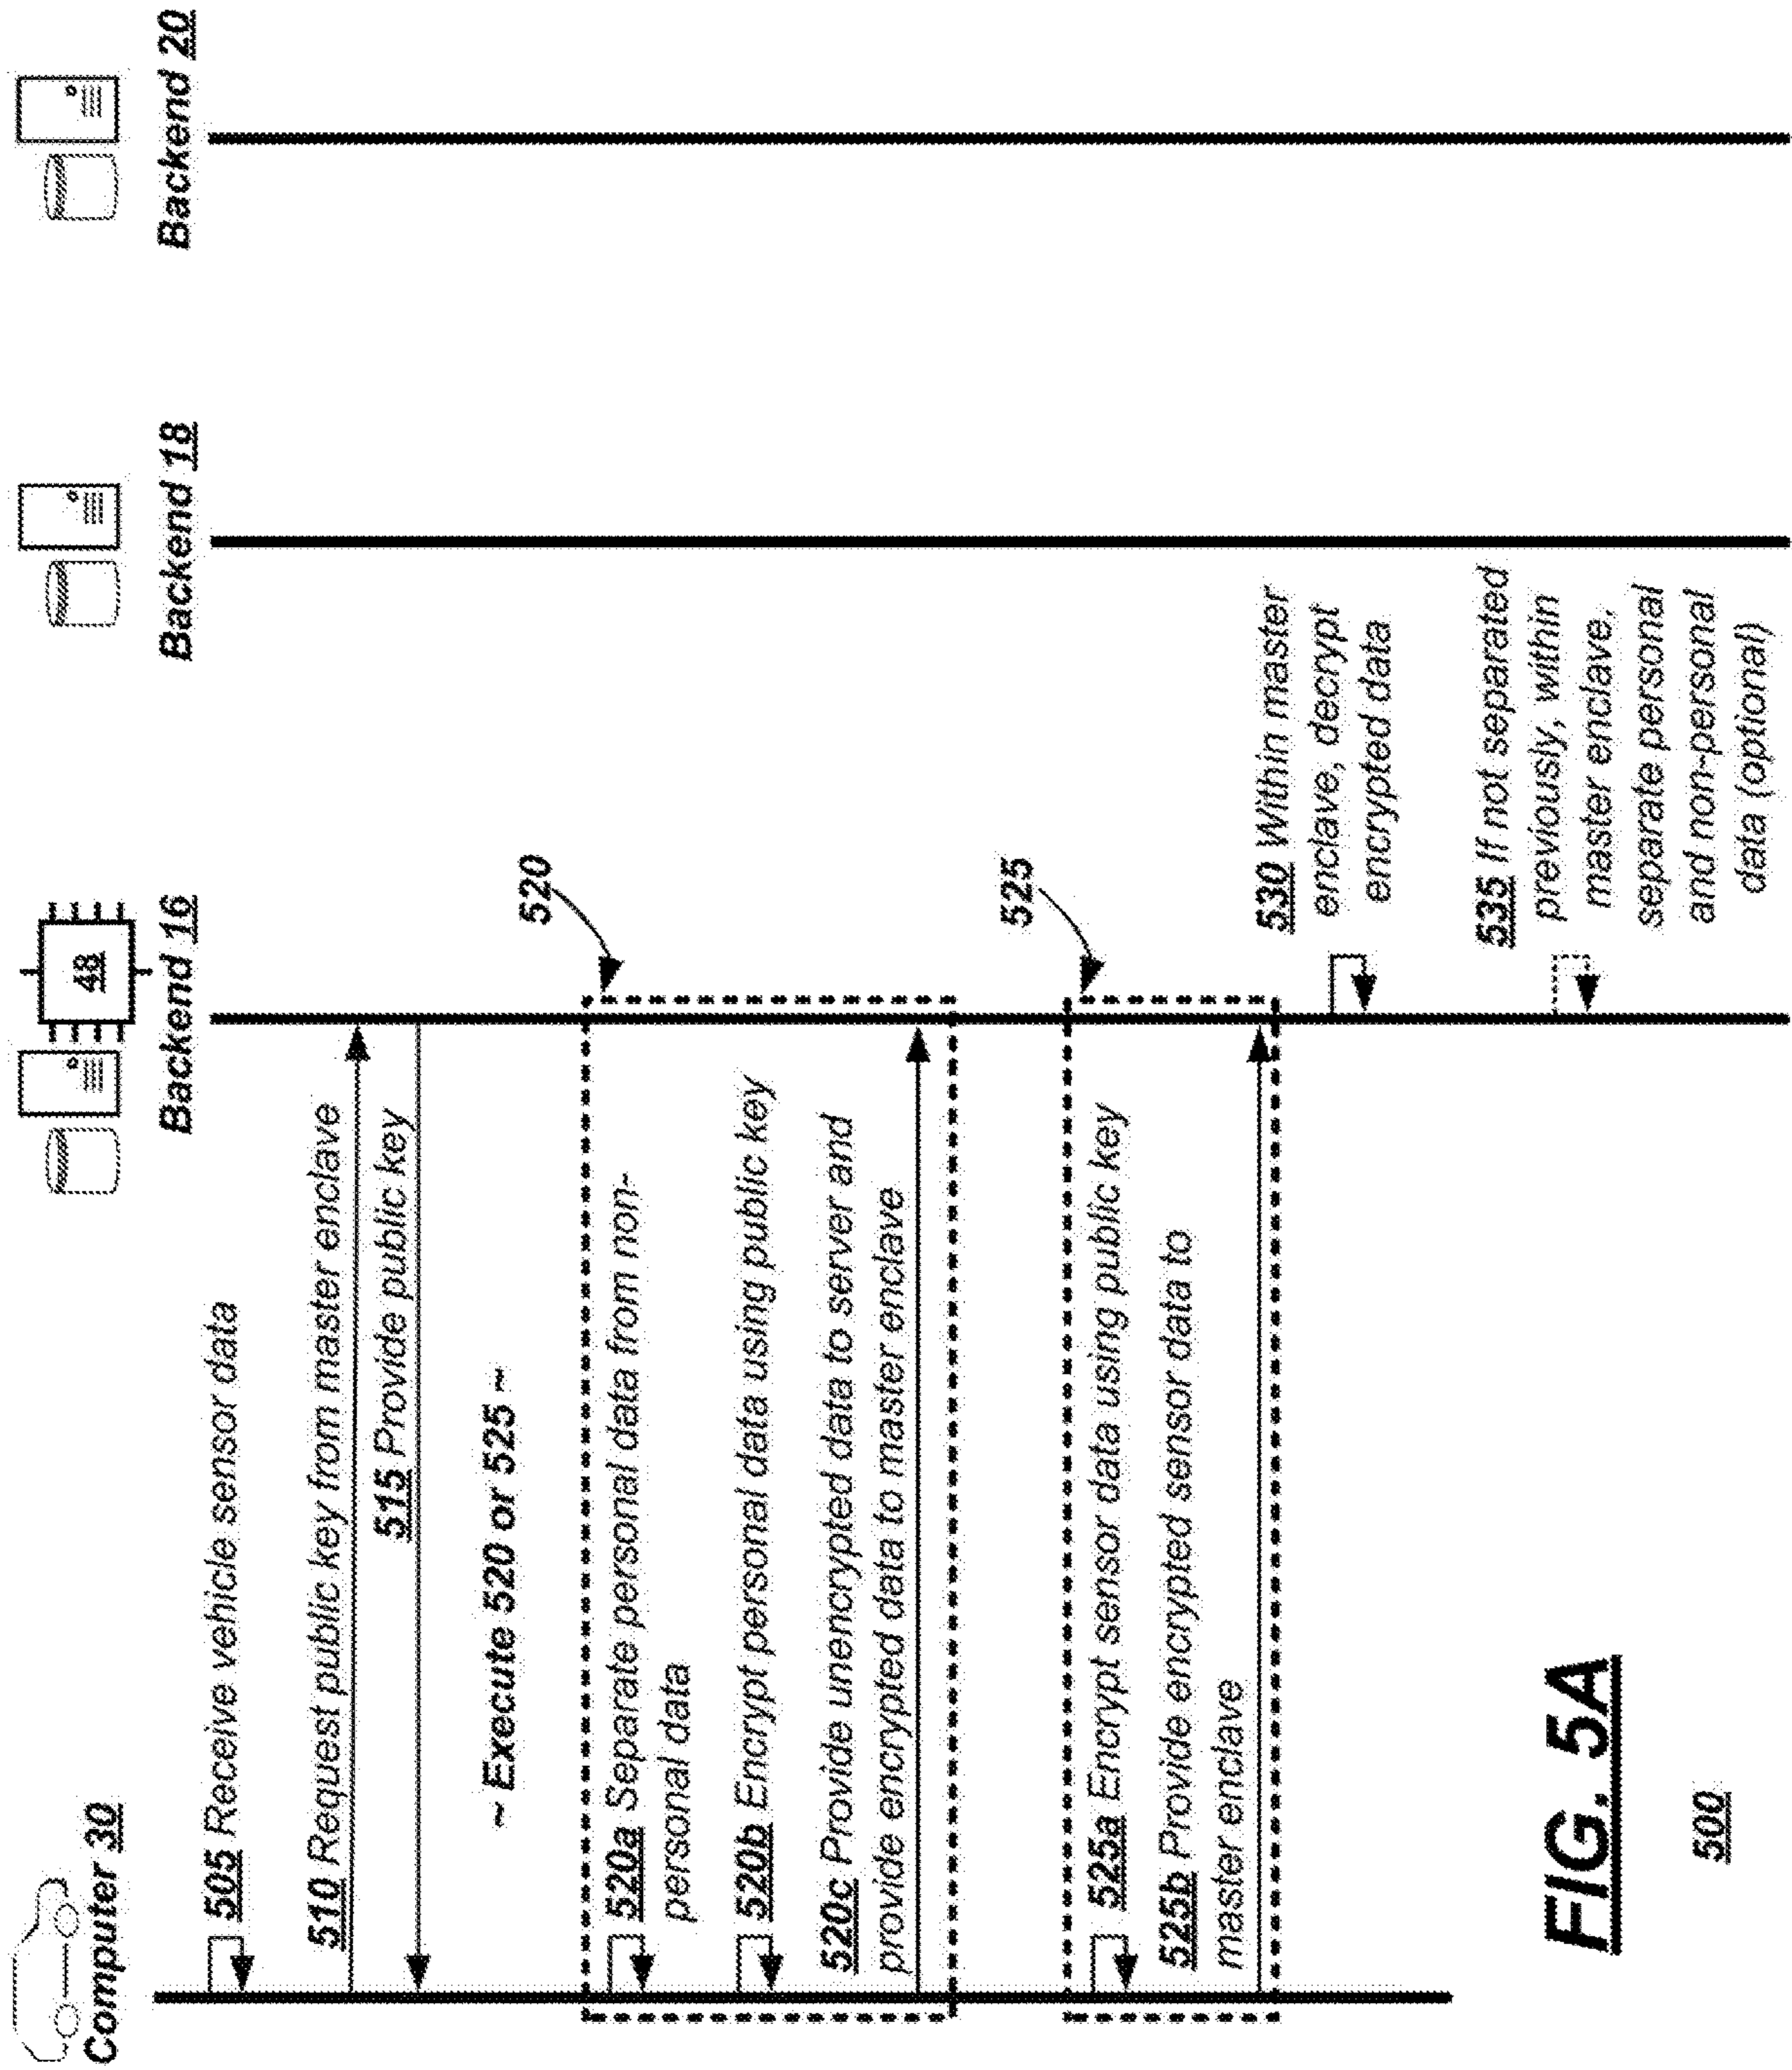 Computer 30
48
Backend 16
Backend 18
Backend 20
505 Receive vehicle sensor data
510 Request public key from master enclave
515 Provide public key
~ Execute 520 or 525 ~
520
520a Separate personal data from non-
personal data
520b Encrypt personal data using public key
520c Provide unencrypted data to server and
provide encrypted data to master enclave
525
525a Encrypt sensor data using public key
525b Provide encrypted sensor data to
master enclave
530 Within master
enclave, decrypt
encrypted data
535 If not separated
previously, within
master enclave,
separate personal
and non-personal
data (optional)
FIG. 5A
500